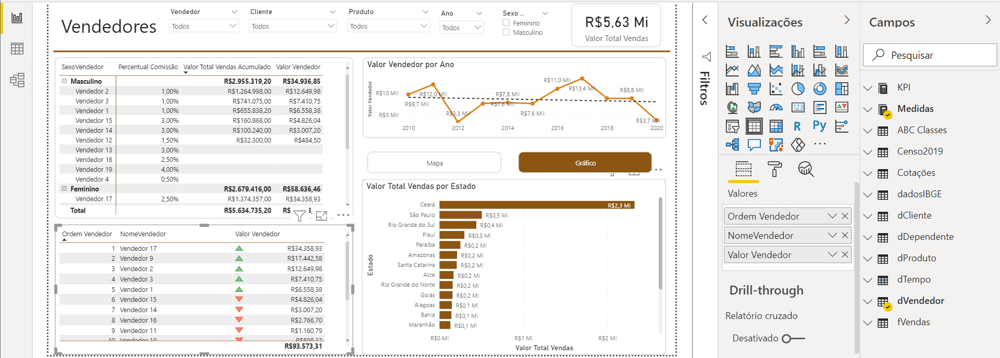 Vendedores
Vendedor
Todos
Cliente
Todos
Produto
Todos
Ano
Todos
Sexo ...
Feminino
Masculino
R$5,63 Mi
Valor Total Vendas
SexoVendedor Percentual Comissão Valor Total Vendas Acumulado Valor Vendedor
Masculino R$2.955.319,20 R$34.936,85
Vendedor 2 1,00% R$1.264.998,00 R$12.649,98
Vendedor 3 1,00% R$741.075,00 R$7.410,75
Vendedor 1 1,00% R$655.838,20 R$6.558,38
Vendedor 15 3,00% R$160.868,00 R$4.826,04
Vendedor 14 3,00% R$100.240,00 R$3.007,20
Vendedor 12 1,50% R$32.300,00 R$484,50
Vendedor 13 3,00%
Vendedor 18 2,50%
Vendedor 19 4,00%
Vendedor 4 0,50%
Feminino R$2.679.416,00 R$58.636,46
Vendedor 17 2,50% R$1.374.357,00 R$34.358,93
Total R$5.634.735,20
Ordem Vendedor NomeVendedor Valor Vendedor
1 Vendedor 17 R$34.358,93
2 Vendedor 9 R$17.442,58
3 Vendedor 2 R$12.649,98
4 Vendedor 3 R$7.410,75
5 Vendedor 1 R$6.558,38
6 Vendedor 15 R$4.826,04
7 Vendedor 14 R$3.007,20
8 Vendedor 16 R$2.766,70
9 Vendedor 11 R$1.160,79
10 Vendedor 10 R$898,32
R$93.573,31
Valor Vendedor por Ano
Valor Vendedor
R$10 Mil
R$5 Mil
R$9,7 Mil
R$12,0 Mil
R$3,3 Mil
R$7,6 Mil
R$7,8 Mil
R$7,6 Mil
R$11,0 Mil
R$13,4 Mil
R$8,8 Mil
R$3,7 Mil
2010 2012 2014 2016 2018 2020
Mapa
Gráfico
Valor Total Vendas por Estado
Estado
Ceará R$2,3 Mi
São Paulo R$0,5 Mi
Rio Grande do Sul R$0,4 Mi
Piauí R$0,3 Mi
Paraíba R$0,2 Mi
Amazonas R$0,2 Mi
Santa Catarina R$0,2 Mi
Acre R$0,2 Mi
Rio Grande do Norte R$0,2 Mi
Goiás R$0,2 Mi
Alagoas R$0,1 Mi
Bahia R$0,1 Mi
Maranhão R$0,1 Mi
R$0 Mi R$1 Mi R$2 Mi
Valor Total Vendas
Filtros
Visualizações
123
R
Py
Valores
Ordem Vendedor
NomeVendedor
Valor Vendedor
Drill-through
Relatório cruzado
Desativado
Campos
Pesquisar
KPI
Medidas
ABC Classes
Censo2019
Cotações
dadosIBGE
dCliente
dDependente
dProduto
dTempo
dVendedor
fVendas